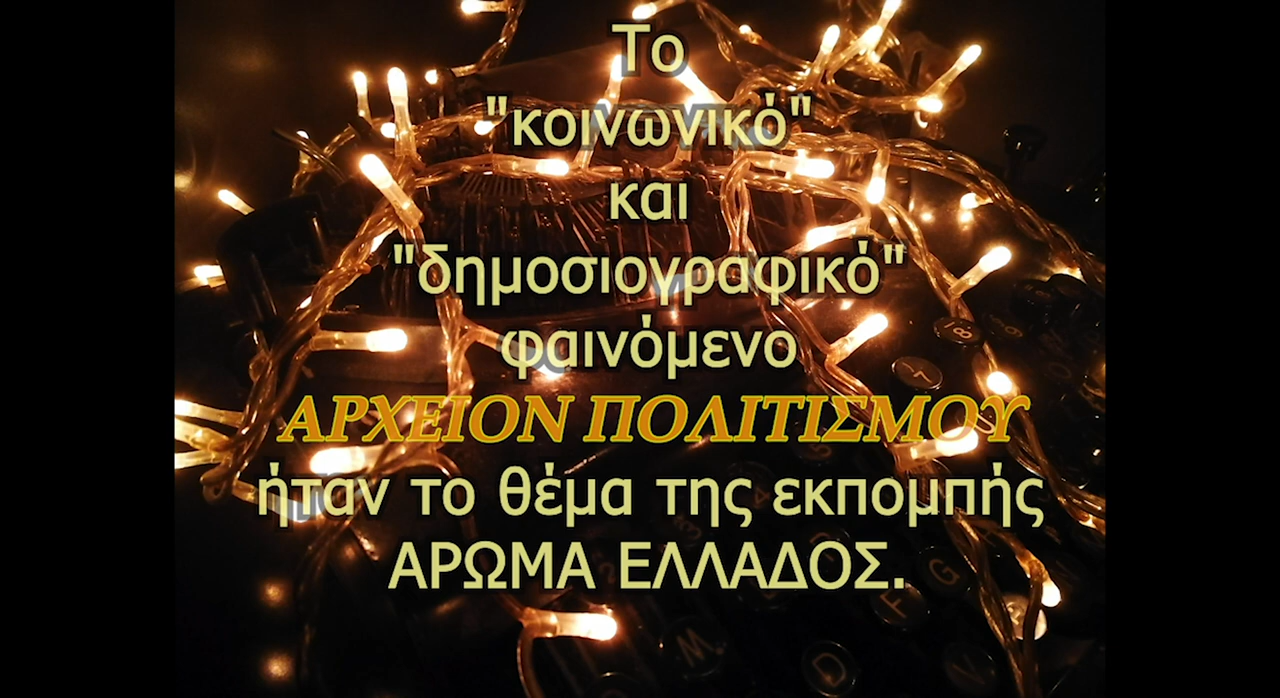 Το
"κοινωνικό"
και
"δημοσιογραφικό"
φαινόμενο
ΑΡΧΕΙΟΝ ΠΟΛΙΤΙΣΜΟΥ
ήταν το θέμα της εκπομπής
ΑΡΩΜΑ ΕΛΛΑΔΟΣ.
G
F
M
D
V